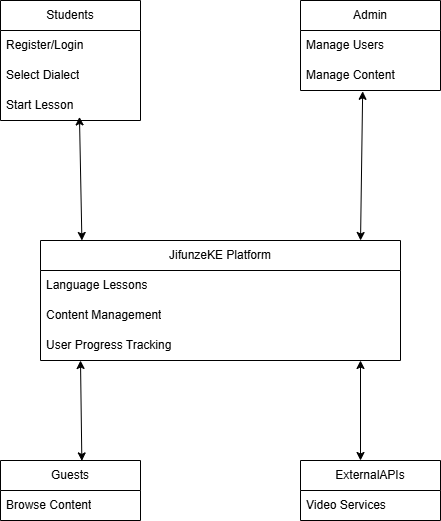 Students
Register/Login
Select Dialect
Start Lesson
Admin
Manage Users
Manage Content
JifunzeKE Platform
Language Lessons
Content Management
User Progress Tracking
Guests
Browse Content
ExternalAPIs
Video Services